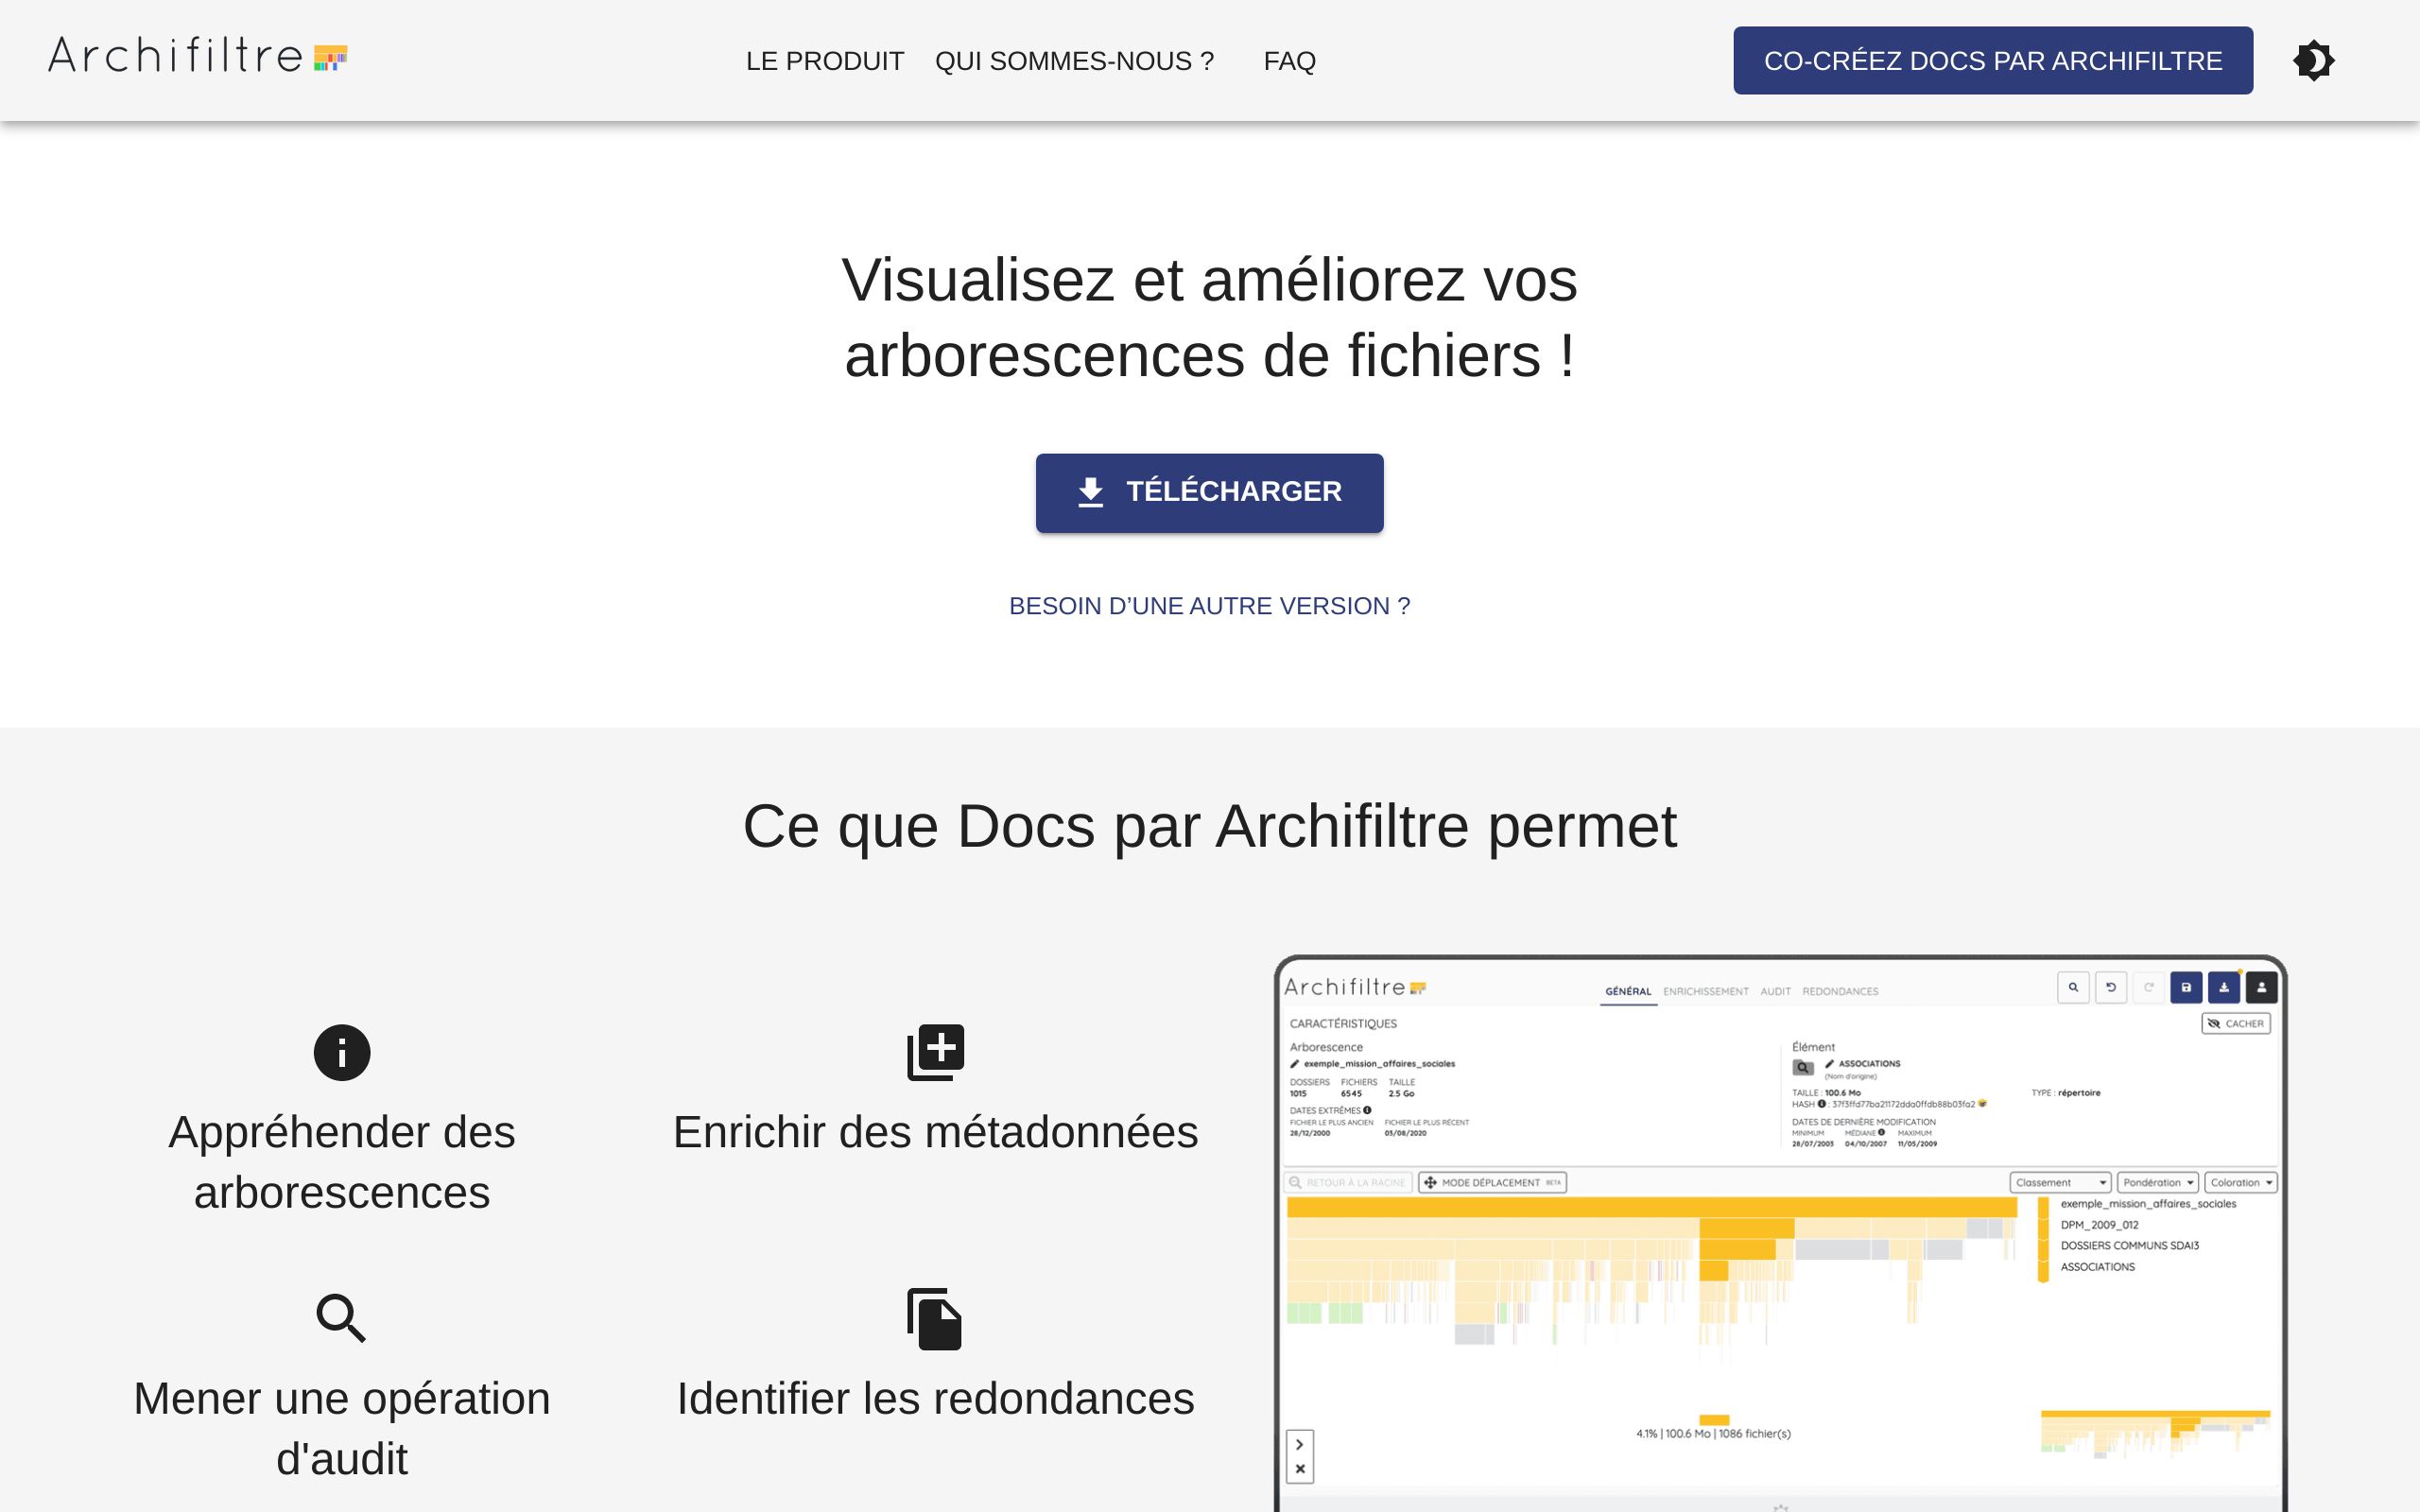 Archifiltre
LE PRODUIT
QUI SOMMES-NOUS ?
FAQ
CO-CRÉEZ DOCS PAR ARCHIFILTRE
Visualisez et améliorez vos
arborescences de fichiers !
TÉLÉCHARGER
BESOIN D’UNE AUTRE VERSION ?
Ce que Docs par Archifiltre permet
Appréhender des
arborescences
Enrichir des métadonnées
Mener une opération
d'audit
Identifier les redondances
Archifiltre
GÉNÉRAL ENRICHISSEMENT AUDIT REDONDANCES
CARACTÉRISTIQUES
CACHER
Arborescence
exemple_mission_affaires_sociales
DOSSIERS FICHIERS TAILLE
1015 6545 2.5 Go
DATES EXTRÊMES
FICHIER LE PLUS ANCIEN FICHIER LE PLUS RÉCENT
28/12/2000 03/08/2020
Élément
ASSOCIATIONS
(Nom d'origine)
TAILLE : 100.6 Mo
TYPE : répertoire
HASH : 37f3ffd77ba21172dda0ffdb88b03fa2
DATES DE DERNIÈRE MODIFICATION
MINIMUM MÉDIANE MAXIMUM
28/07/2003 04/10/2007 11/05/2009
RETOUR À LA RACINE
MODE DÉPLACEMENT BETA
Classement
Pondération
Coloration
exemple_mission_affaires_sociales
DPM_2009_012
DOSSIERS COMMUNS SDAI3
ASSOCIATIONS
4.1% | 100.6 Mo | 1086 fichier(s)